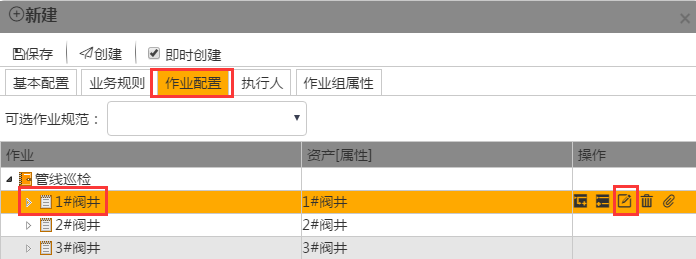 新建
保存 创建 即时创建
基本配置 业务规则 作业配置 执行人 作业组属性
可选作业规范：
作业 资产[属性] 操作
管线巡检
1#阀井 1#阀井
2#阀井 2#阀井
3#阀井 3#阀井